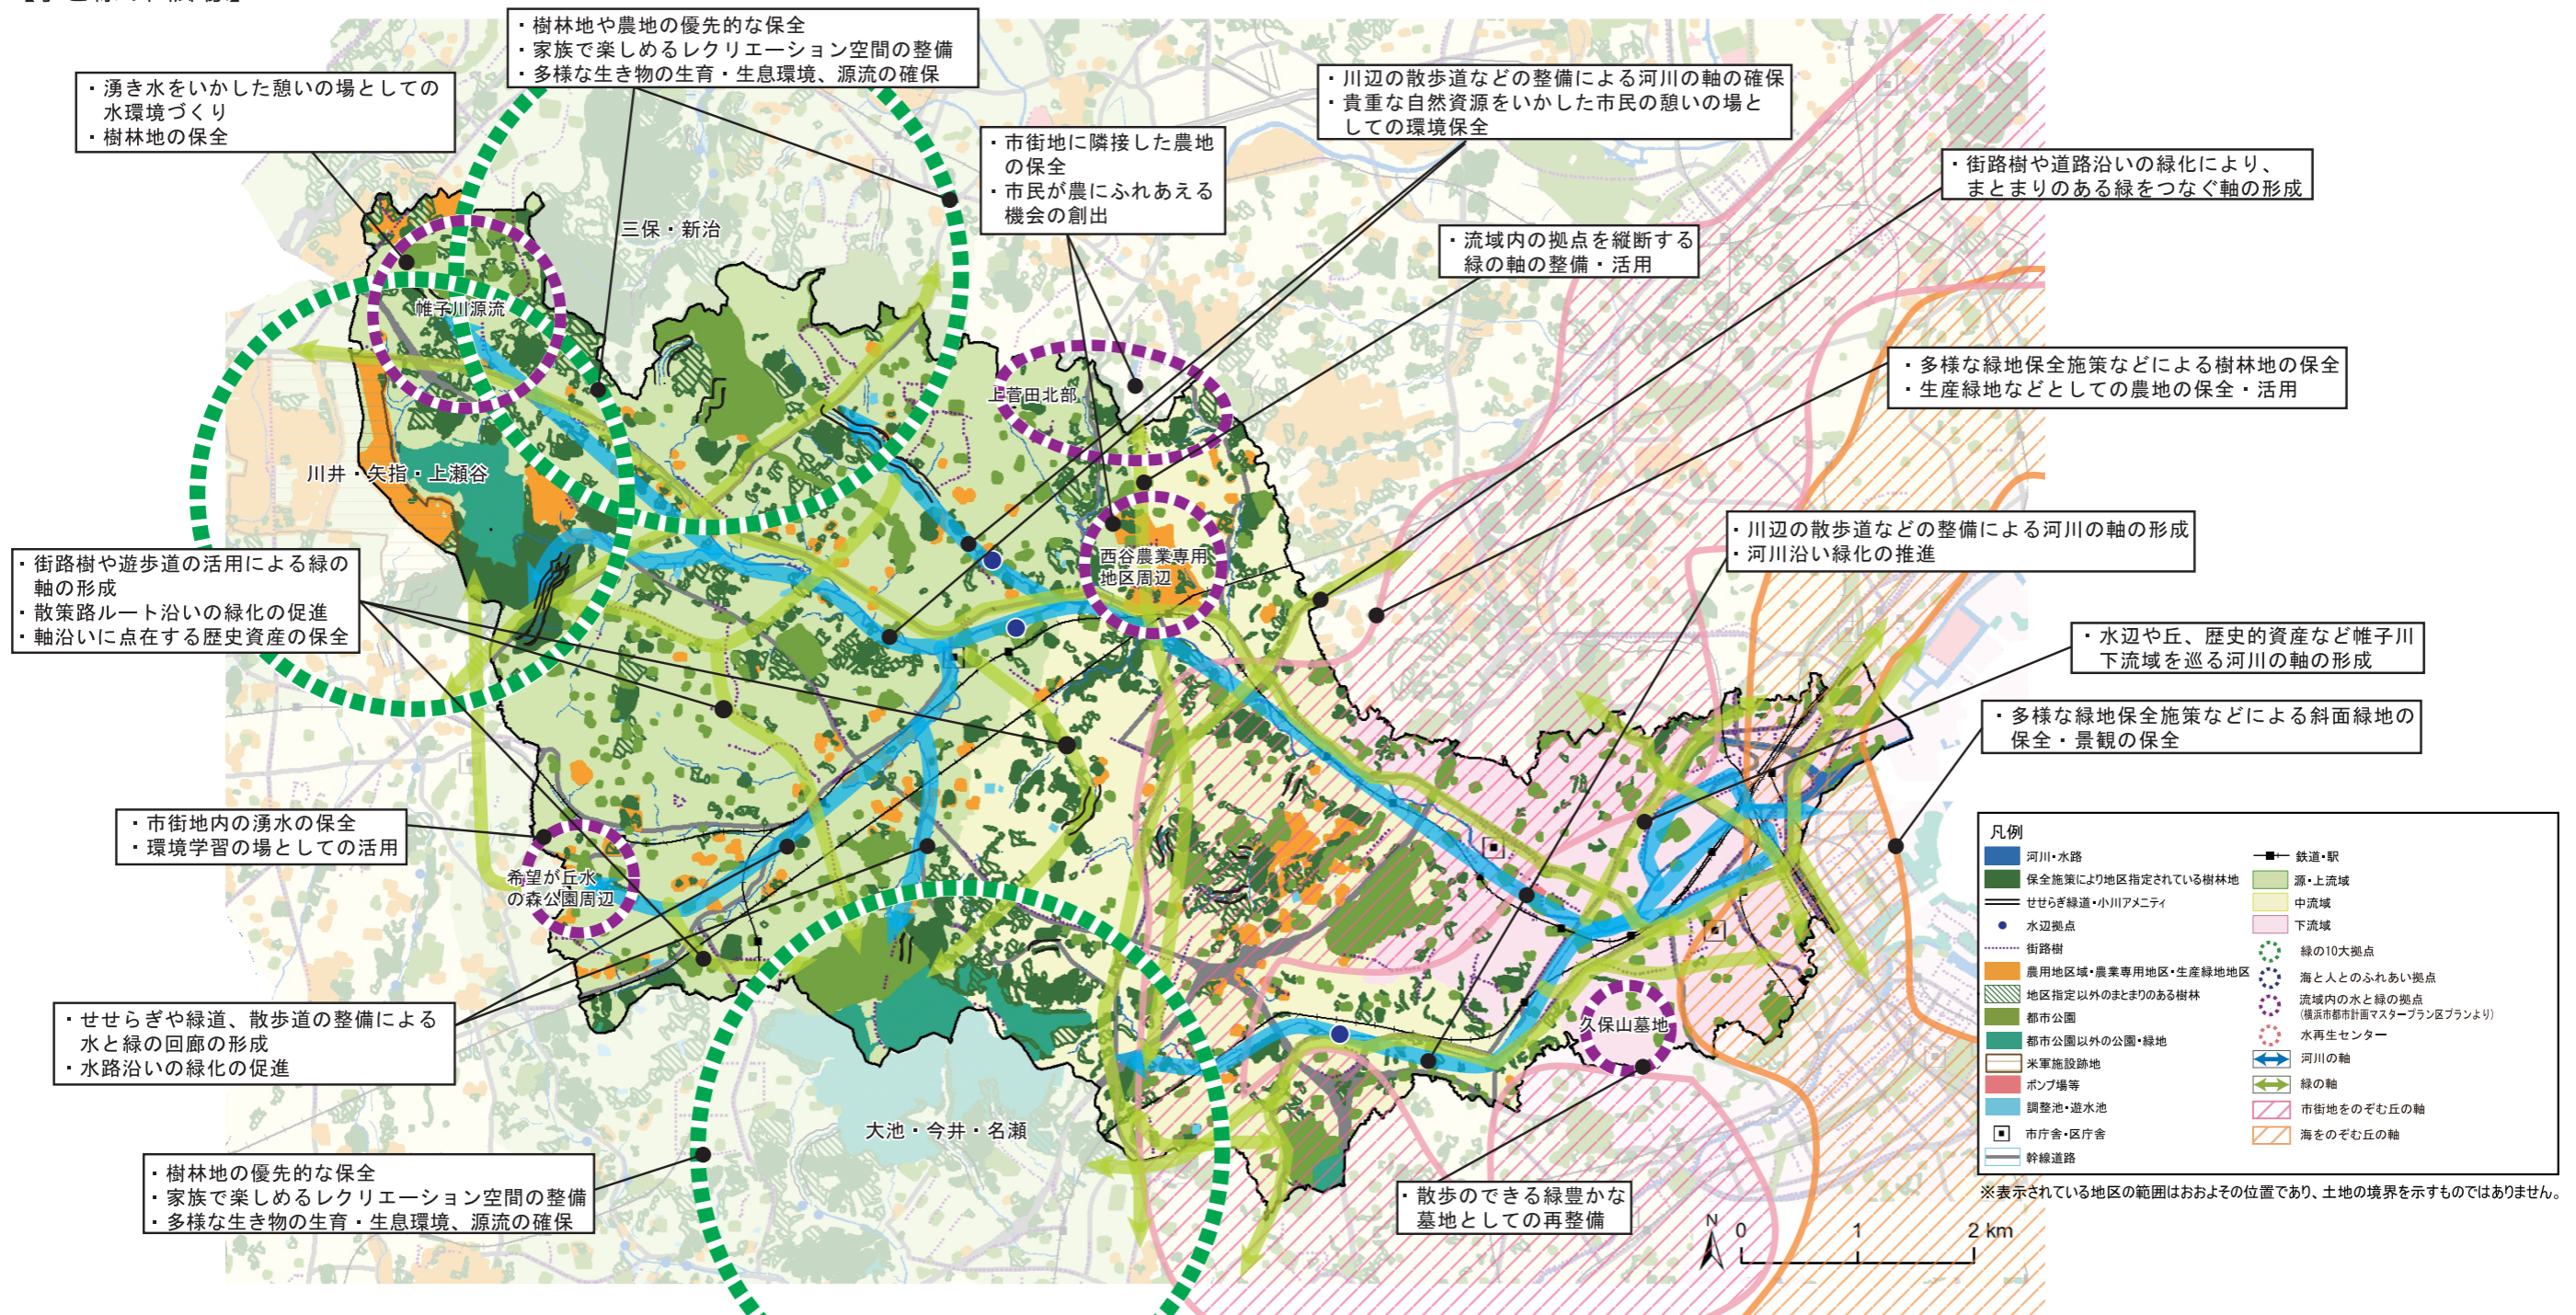 ・樹林地や農地の優先的な保全
・家族で楽しめるレクリエーション空間の整備
・多様な生き物の生育・生息環境、源流の確保
・湧き水をいかした憩いの場としての
水環境づくり
・樹林地の保全
・川辺の散歩道などの整備による河川の軸の確保
・貴重な自然資源をいかした市民の憩いの場と
しての環境保全
・市街地に隣接した農地
の保全
・市民が農にふれあえる
機会の創出
・街路樹や道路沿いの緑化により、
まとまりのある緑をつなぐ軸の形成
・流域内の拠点を縦断する
緑の軸の整備・活用
三保・新治
帷子川源流
上菅田北部
・多様な緑地保全施策などによる樹林地の保全
・生産緑地などとしての農地の保全・活用
川井・矢指・上瀬谷
西谷農業専用
地区周辺
・川辺の散歩道などの整備による河川の軸の形成
・河川沿い緑化の推進
・街路樹や遊歩道の活用による緑の
軸の形成
・散策路ルート沿いの緑化の促進
・軸沿いに点在する歴史資産の保全
・水辺や丘、歴史的資産など帷子川
下流域を巡る河川の軸の形成
・多様な緑地保全施策などによる斜面緑地の
保全・景観の保全
・市街地内の湧水の保全
・環境学習の場としての活用
希望が丘水
の森公園周辺
・せせらぎや緑道、散歩道の整備による
水と緑の回廊の形成
・水路沿いの緑化の促進
久保山墓地
大池・今井・名瀬
・樹林地の優先的な保全
・家族で楽しめるレクリエーション空間の整備
・多様な生き物の生育・生息環境、源流の確保
・散歩のできる緑豊かな
墓地としての再整備
凡例
河川・水路
保全施策により地区指定されている樹林地
せせらぎ緑道・小川アメニティ
水辺拠点
街路樹
農用地区域・農業専用地区・生産緑地地区
地区指定以外のまとまりのある樹林
都市公園
都市公園以外の公園・緑地
米軍施設跡地
ポンプ場等
調整池・遊水池
市庁舎・区庁舎
幹線道路
鉄道・駅
源・上流域
中流域
下流域
緑の10大拠点
海と人とのふれあい拠点
流域内の水と緑の拠点
(横浜市都市計画マスタープラン区プランより)
水再生センター
河川の軸
緑の軸
市街地をのぞむ丘の軸
海をのぞむ丘の軸
※表示されている地区の範囲はおおよその位置であり、土地の境界を示すものではありません。
N
0 1 2 km